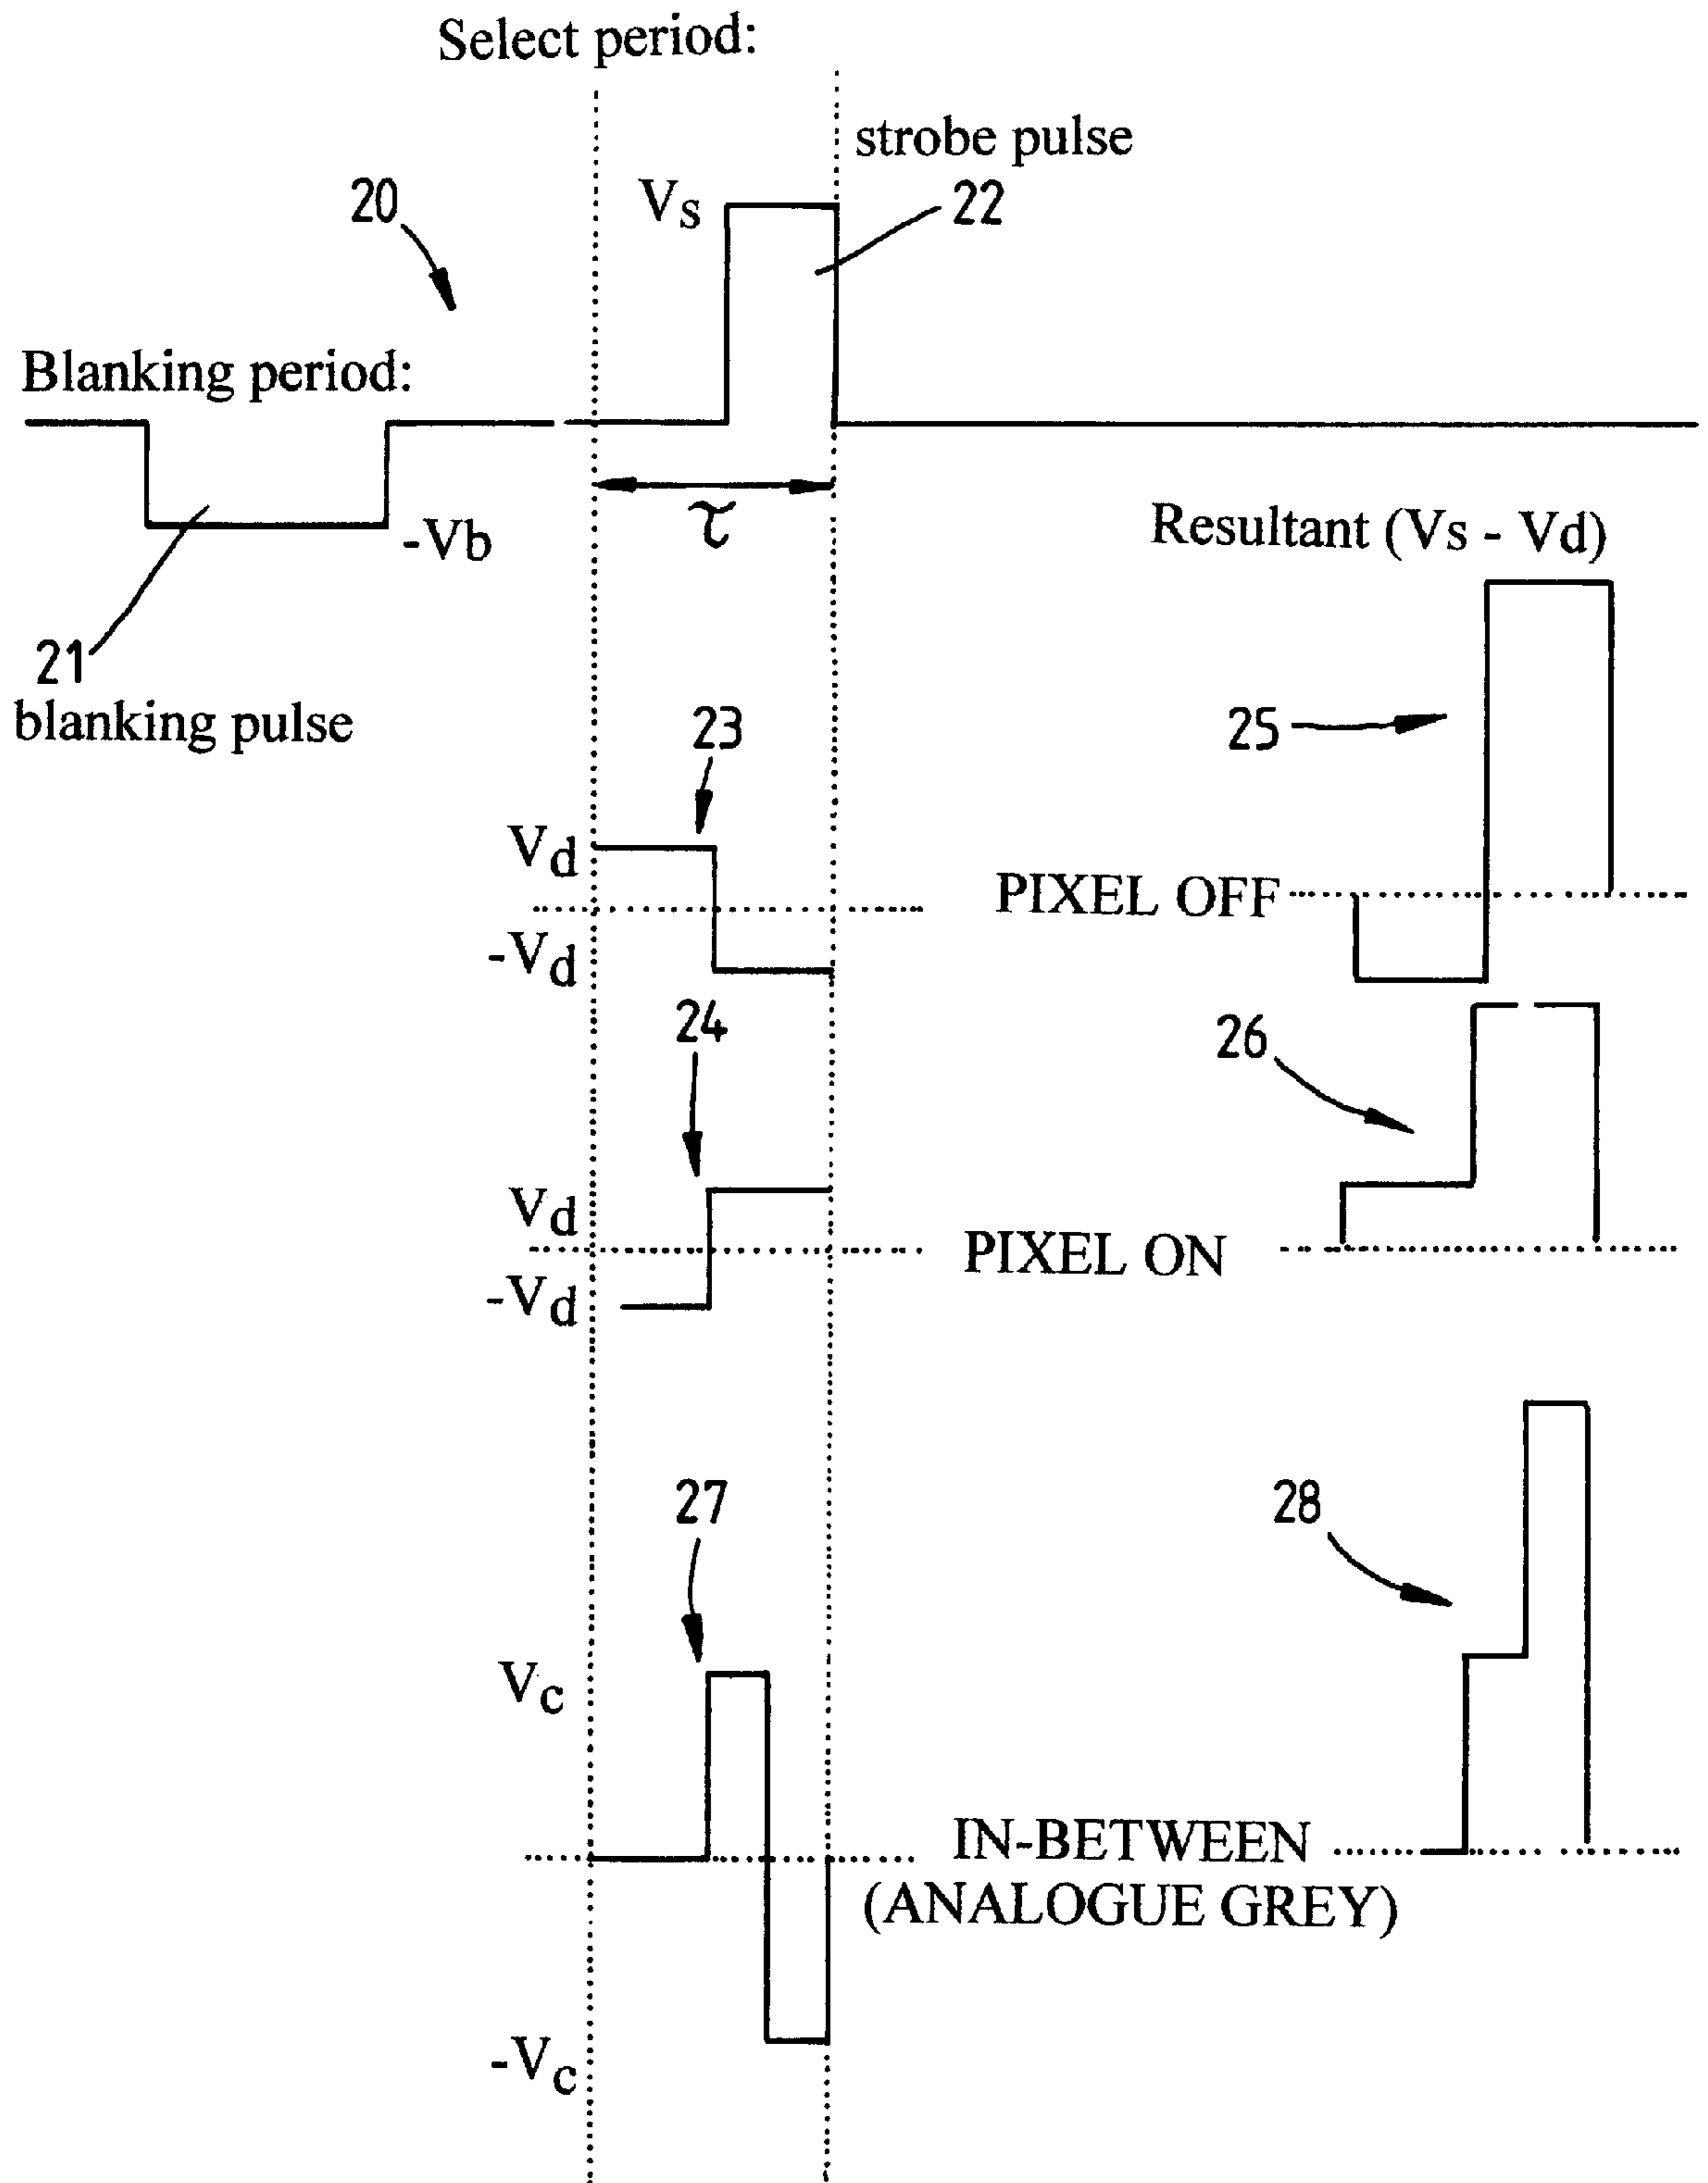 Select period:
strobe pulse
20
Vs
22
Blanking period:
-Vb
τ
Resultant (Vs - Vd)
21
blanking pulse
23
25
Vd
PIXEL OFF
-Vd
24
26
Vd
PIXEL ON
-Vd
27
28
Vc
IN-BETWEEN
(ANALOGUE GREY)
-Vc